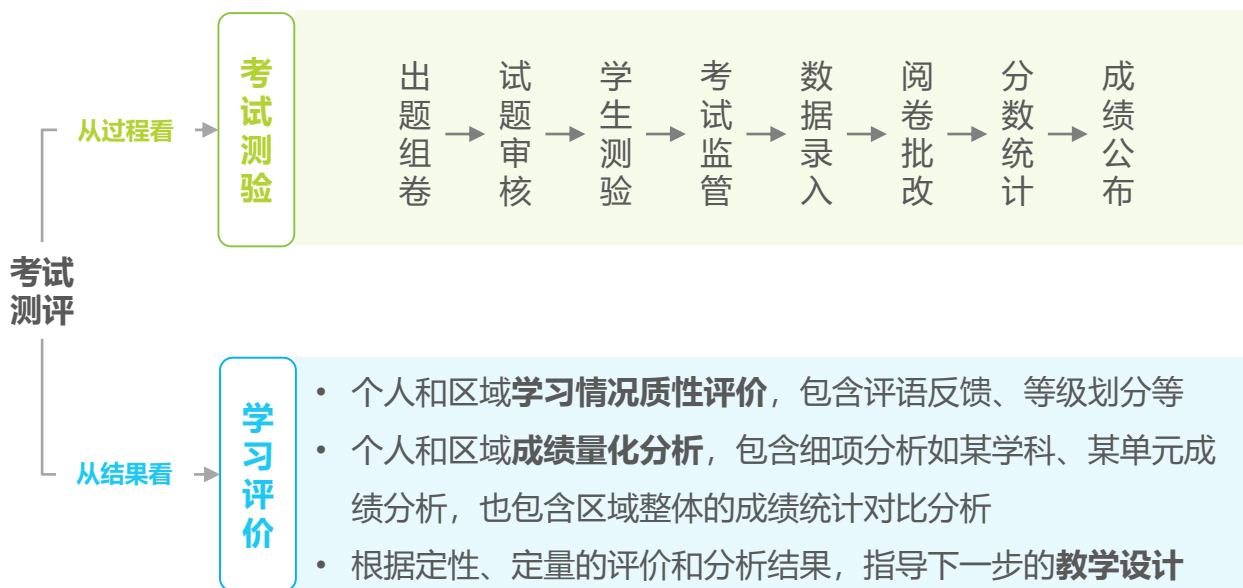 考试测评
从过程看
考试测验
出题组卷
试题审核
学生测验
考试监管
数据录入
阅卷批改
分数统计
成绩公布
从结果看
学习评价
• 个人和区域学习情况质性评价，包含评语反馈、等级划分等
• 个人和区域成绩量化分析，包含细项分析如某学科、某单元成
绩分析，也包含区域整体的成绩统计对比分析
• 根据定性、定量的评价和分析结果，指导下一步的教学设计